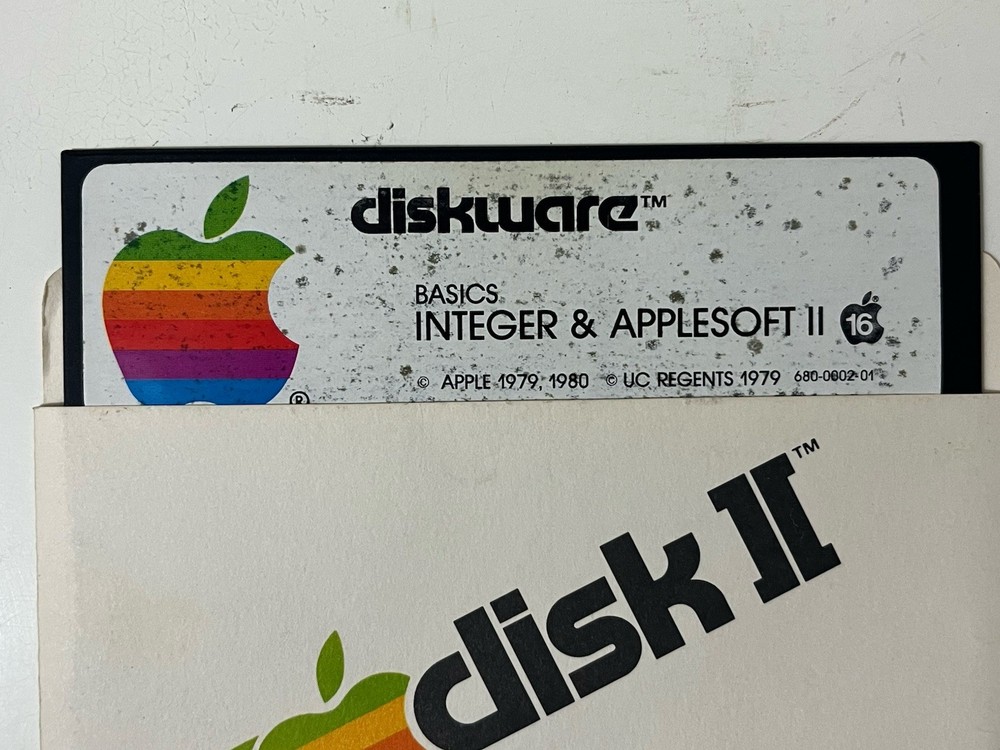 diskware™
BASICS
INTEGER & APPLESOFT II 16
© APPLE 1979, 1980 © UC REGENTS 1979 680-0002-01
®
disk II™